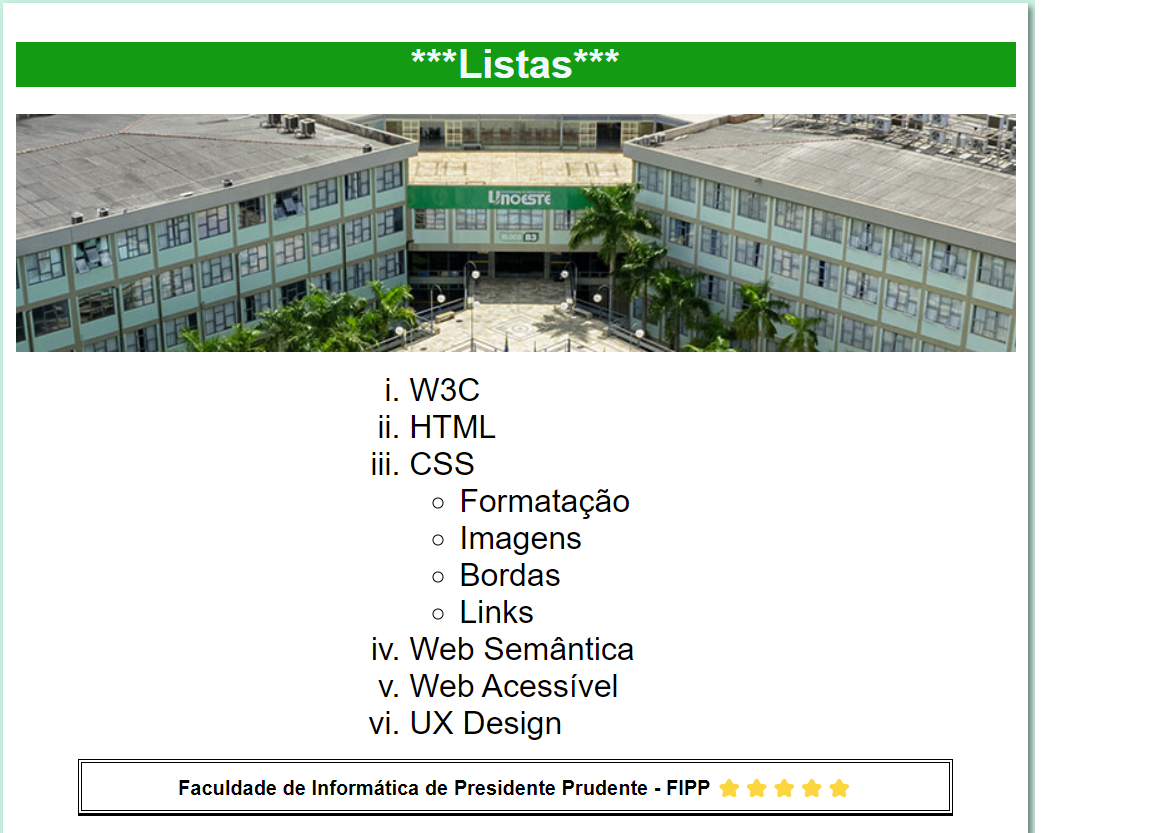 ***Listas***
UNOESTE
BLOCO B3
i. W3C
ii. HTML
iii. CSS
○ Formatação
○ Imagens
○ Bordas
○ Links
iv. Web Semântica
v. Web Acessível
vi. UX Design
Faculdade de Informática de Presidente Prudente - FIPP